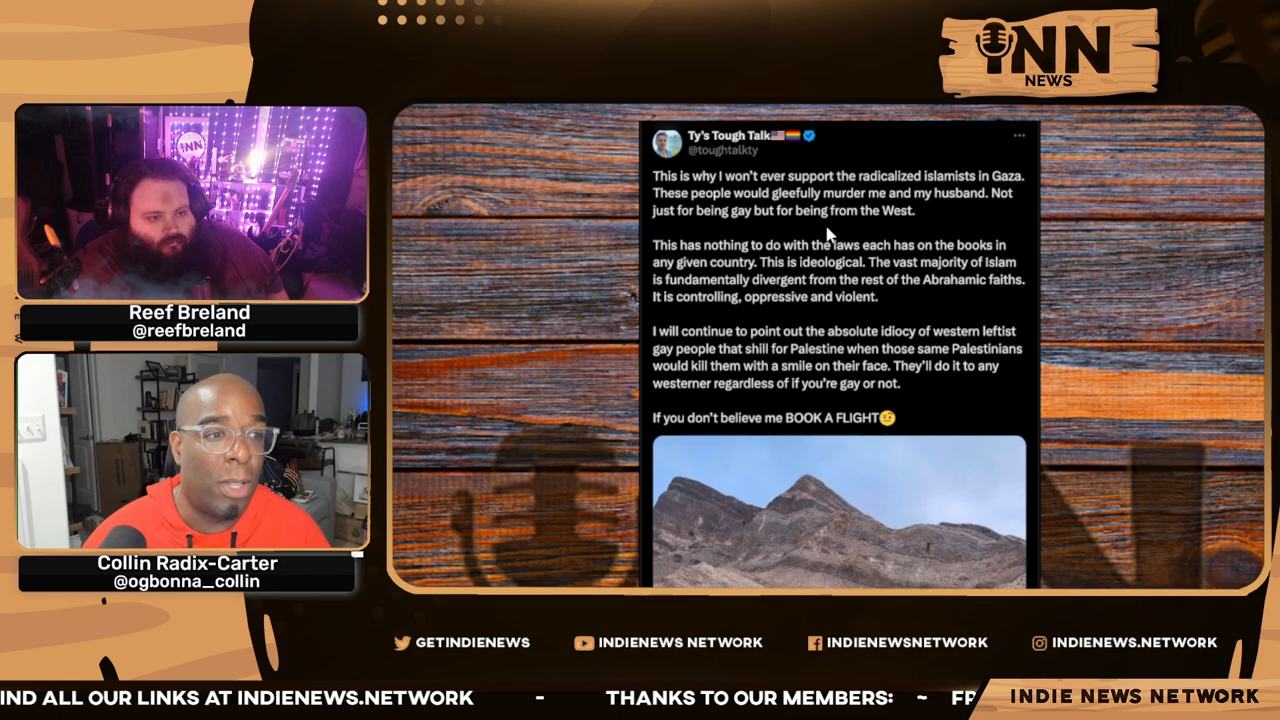 INN
NEWS
INN
Reef Breland
@reefbreland
Collin Radix-Carter
@ogbonna_collin
Ty's Tough Talk🇺🇸🏳️‍🌈
@toughtalkty
This is why I won't ever support the radicalized islamists in Gaza.
These people would gleefully murder me and my husband. Not
just for being gay but for being from the West.
This has nothing to do with the laws each has on the books in
any given country. This is ideological. The vast majority of Islam
is fundamentally divergent from the rest of the Abrahamic faiths.
It is controlling, oppressive and violent.
I will continue to point out the absolute idiocy of western leftist
gay people that shill for Palestine when those same Palestinians
would kill them with a smile on their face. They'll do it to any
westerner regardless of if you're gay or not.
If you don't believe me BOOK A FLIGHT🤨
GETINDIENEWS
INDIENEWS NETWORK
INDIENEWSNETWORK
INDIENEWS.NETWORK
IND ALL OUR LINKS AT INDIENEWS.NETWORK - THANKS TO OUR MEMBERS: ~ FR
INDIE NEWS NETWORK